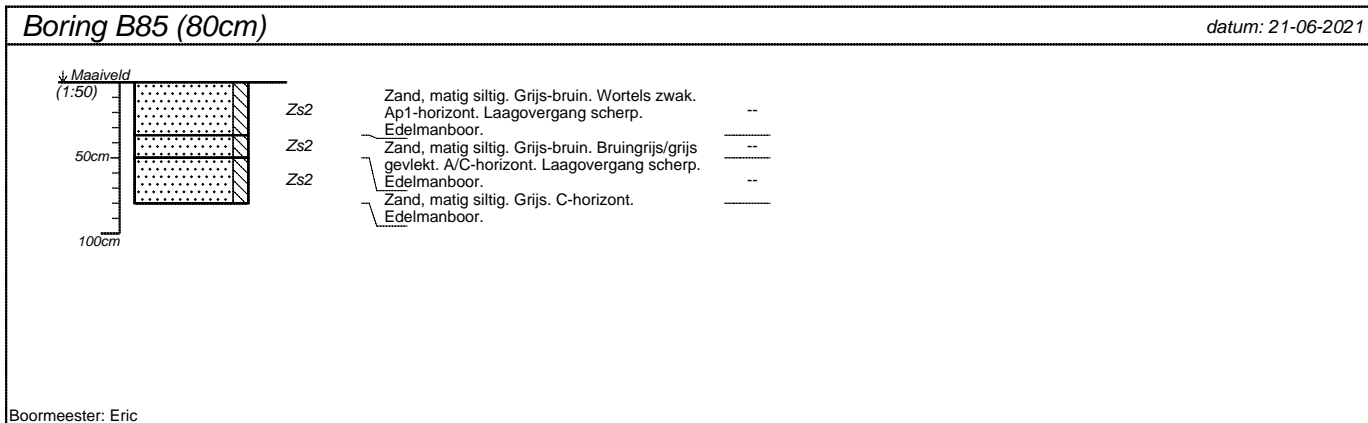 Boring B85 (80cm)
datum: 21-06-2021
Maaiveld
(1:50)
Zs2
Zand, matig siltig. Grijs-bruin. Wortels zwak.
Ap1-horizont. Laagovergang scherp.
Edelmanboor.
--
50cm
Zs2
Zand, matig siltig. Grijs-bruin. Bruingrijs/grijs
gevlekt. A/C-horizont. Laagovergang scherp.
Edelmanboor.
--
Zs2
Zand, matig siltig. Grijs. C-horizont.
Edelmanboor.
--
100cm
Boormeester: Eric